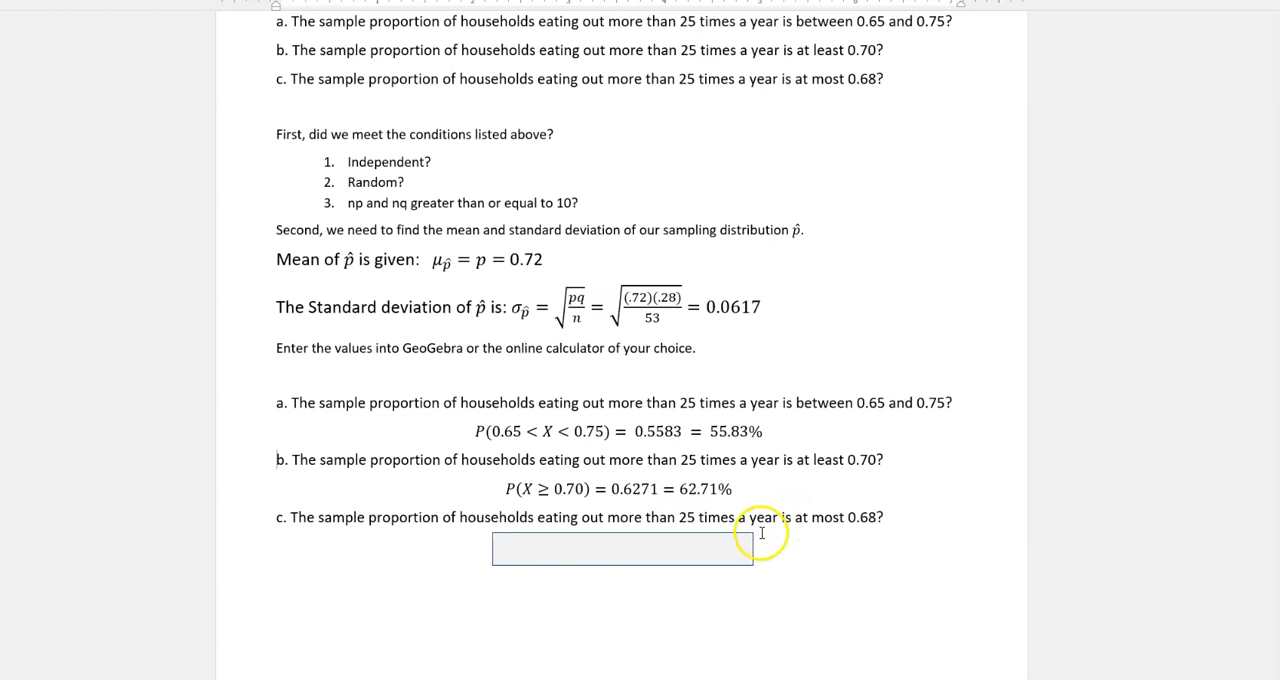 a. The sample proportion of households eating out more than 25 times a year is between 0.65 and 0.75?
b. The sample proportion of households eating out more than 25 times a year is at least 0.70?
c. The sample proportion of households eating out more than 25 times a year is at most 0.68?
First, did we meet the conditions listed above?
1. Independent?
2. Random?
3. np and nq greater than or equal to 10?
Second, we need to find the mean and standard deviation of our sampling distribution p̂.
Mean of p̂ is given: μp̂ = p = 0.72
The Standard deviation of p̂ is: σp̂ = √(pq/n) = √((.72)(.28)/53) = 0.0617
Enter the values into GeoGebra or the online calculator of your choice.
a. The sample proportion of households eating out more than 25 times a year is between 0.65 and 0.75?
P(0.65 < X < 0.75) = 0.5583 = 55.83%
b. The sample proportion of households eating out more than 25 times a year is at least 0.70?
P(X ≥ 0.70) = 0.6271 = 62.71%
c. The sample proportion of households eating out more than 25 times a year is at most 0.68?